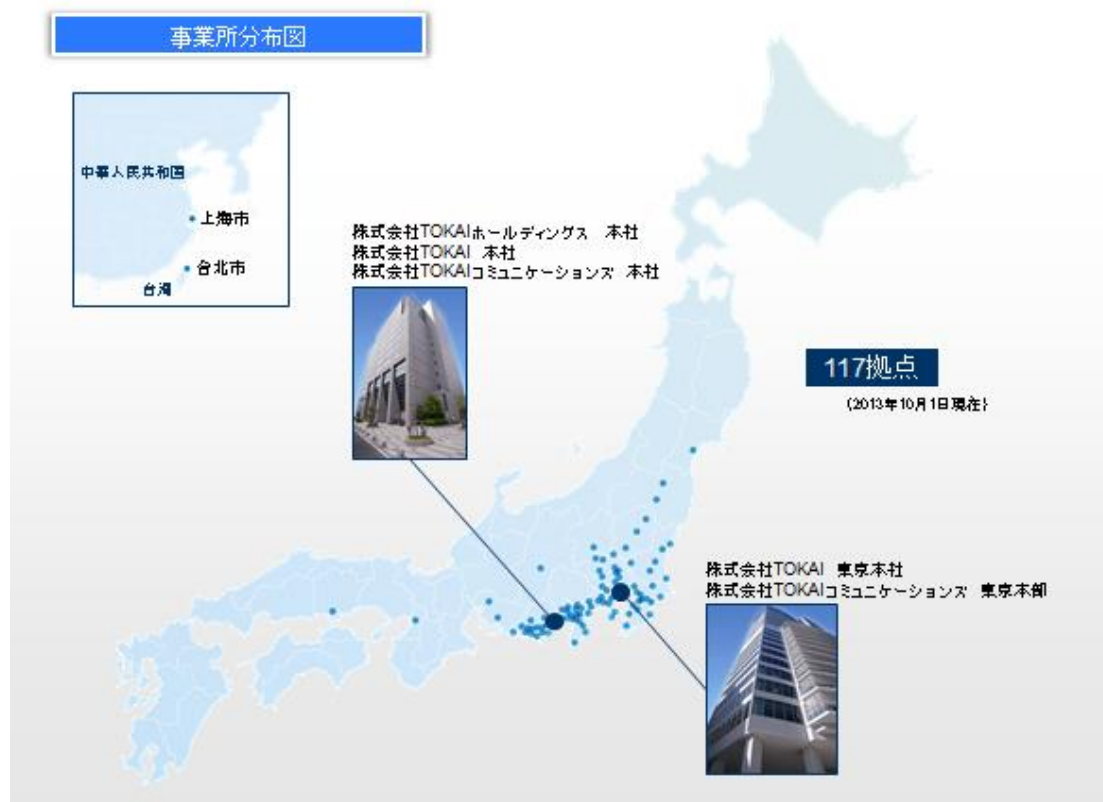 事業所分布図
中華人民共和国
上海市
台北市
台湾
株式会社TOKAIホールディングス　本社
株式会社TOKAI　本社
株式会社TOKAIコミュニケーションズ　本社
117拠点
(2013年10月1日現在)
株式会社TOKAI　東京本社
株式会社TOKAIコミュニケーションズ　東京本部